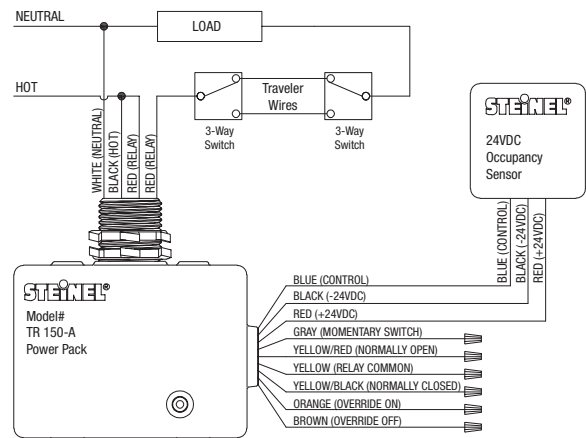 NEUTRAL
LOAD
HOT
Traveler
Wires
3-Way
Switch
3-Way
Switch
WHITE (NEUTRAL)
BLACK (HOT)
RED (RELAY)
RED (RELAY)
STEINEL®
24VDC
Occupancy
Sensor
BLUE (CONTROL)
BLACK (-24VDC)
RED (+24VDC)
STEINEL®
Model#
TR 150-A
Power Pack
BLUE (CONTROL)
BLACK (-24VDC)
RED (+24VDC)
GRAY (MOMENTARY SWITCH)
YELLOW/RED (NORMALLY OPEN)
YELLOW (RELAY COMMON)
YELLOW/BLACK (NORMALLY CLOSED)
ORANGE (OVERRIDE ON)
BROWN (OVERRIDE OFF)